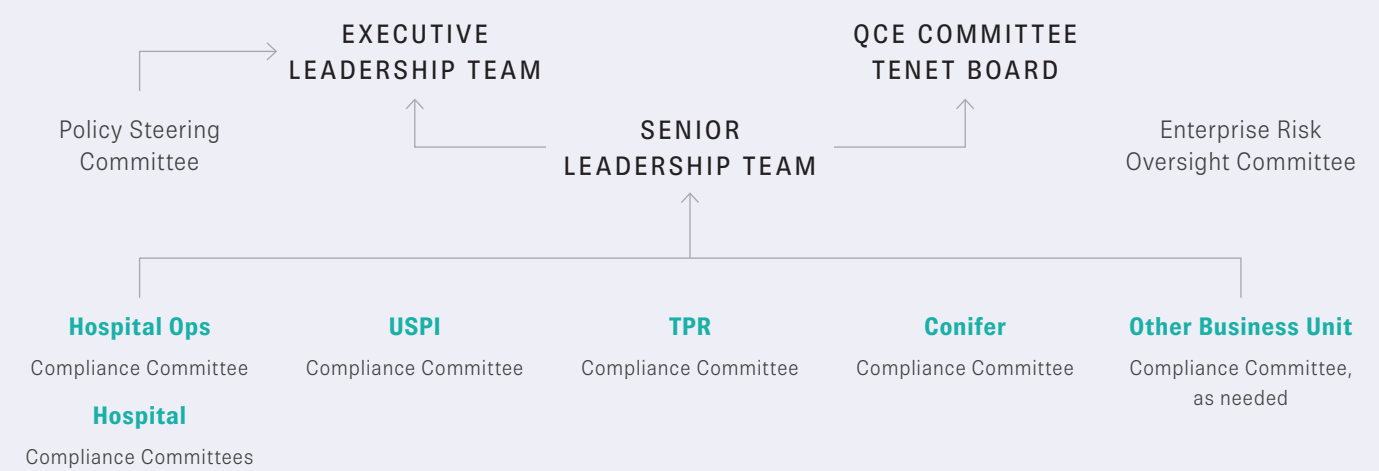 EXECUTIVE
LEADERSHIP TEAM
QCE COMMITTEE
TENET BOARD
Policy Steering
Committee
SENIOR
LEADERSHIP TEAM
Enterprise Risk
Oversight Committee
Hospital Ops
Compliance Committee
Hospital
Compliance Committees
USPI
Compliance Committee
TPR
Compliance Committee
Conifer
Compliance Committee
Other Business Unit
Compliance Committee,
as needed